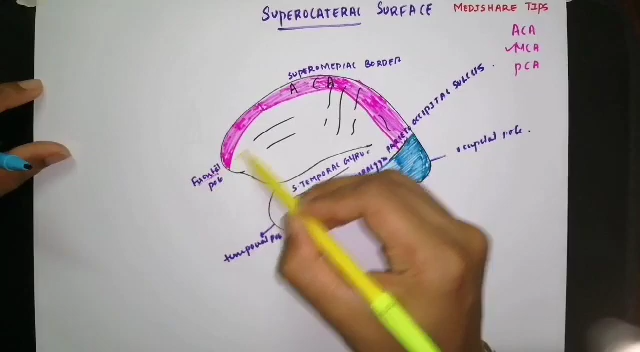 SUPEROLATERAL SURFACE
MEDJSHARE TIPS
ACA
MCA
PCA
SUPEROMEDIAL BORDER
A C A
PARIETO OCCIPITAL SULCUS.
occipital pole.
frontal
pole
S. TEMPORAL GYRUS
temporal pole